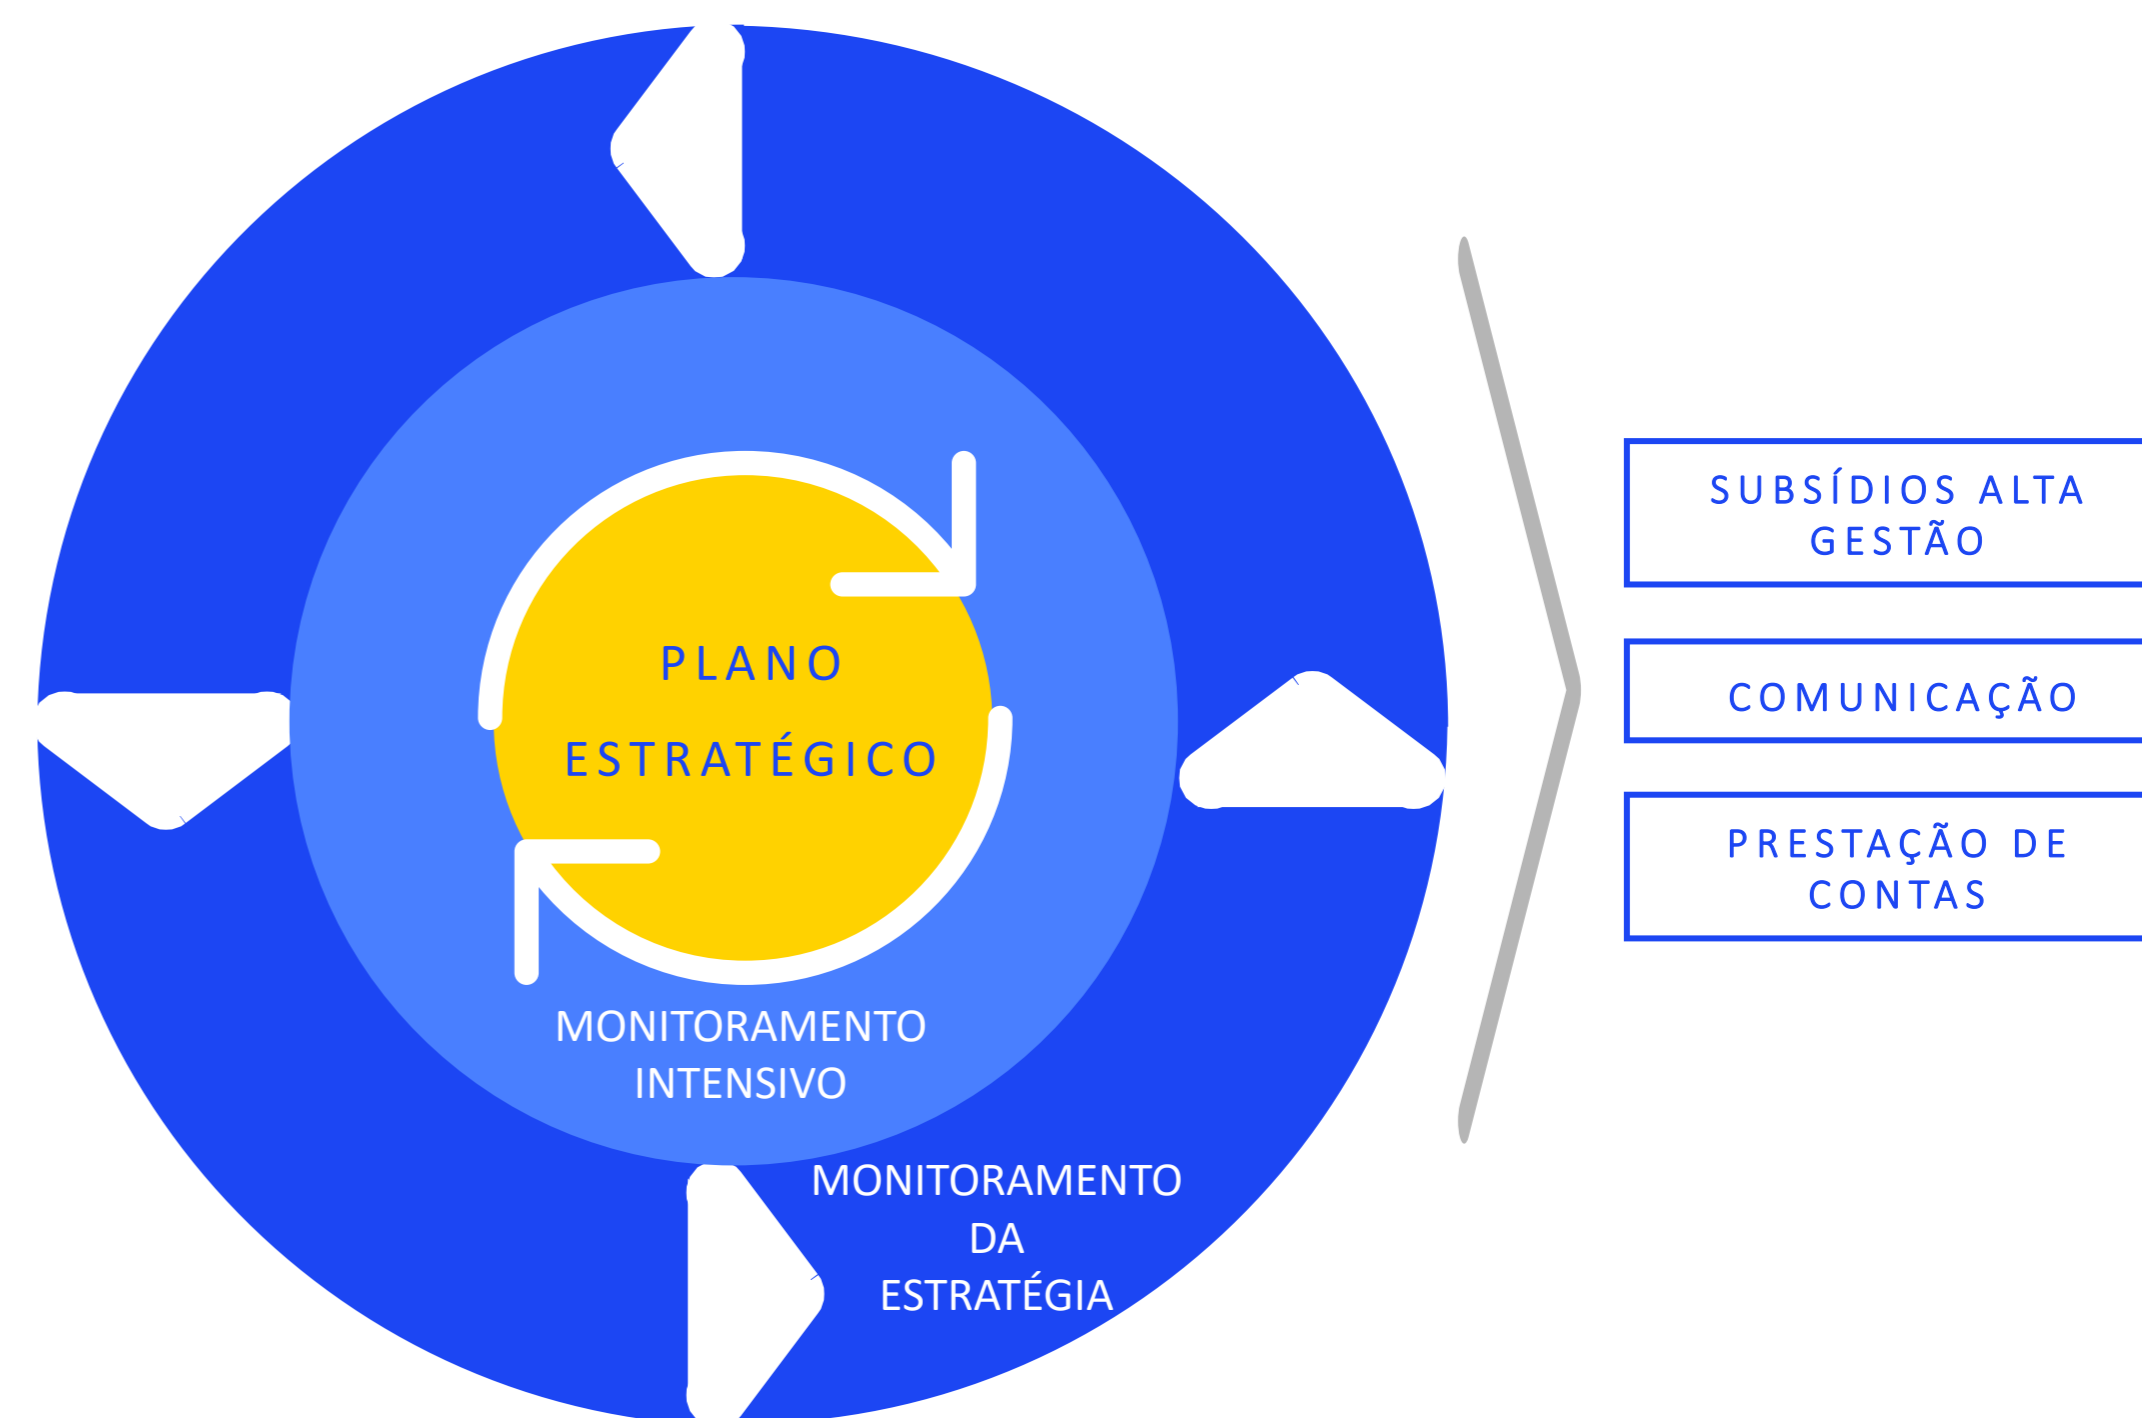 PLANO
ESTRATÉGICO
MONITORAMENTO
INTENSIVO
MONITORAMENTO
DA
ESTRATÉGIA
SUBSÍDIOS ALTA
GESTÃO
COMUNICAÇÃO
PRESTAÇÃO DE
CONTAS